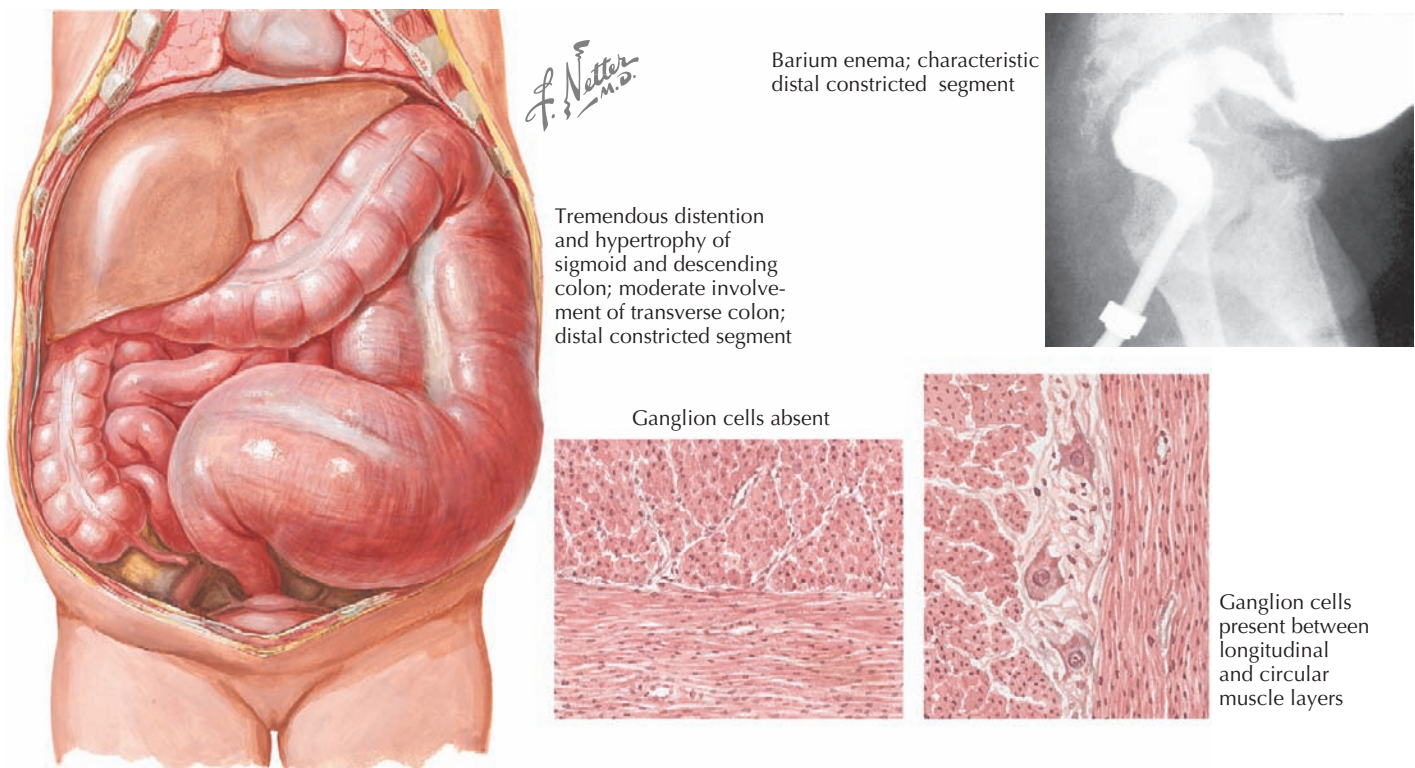 F. Netter
M.D.
Barium enema; characteristic
distal constricted segment
Tremendous distention
and hypertrophy of
sigmoid and descending
colon; moderate involve-
ment of transverse colon;
distal constricted segment
Ganglion cells absent
Ganglion cells
present between
longitudinal
and circular
muscle layers